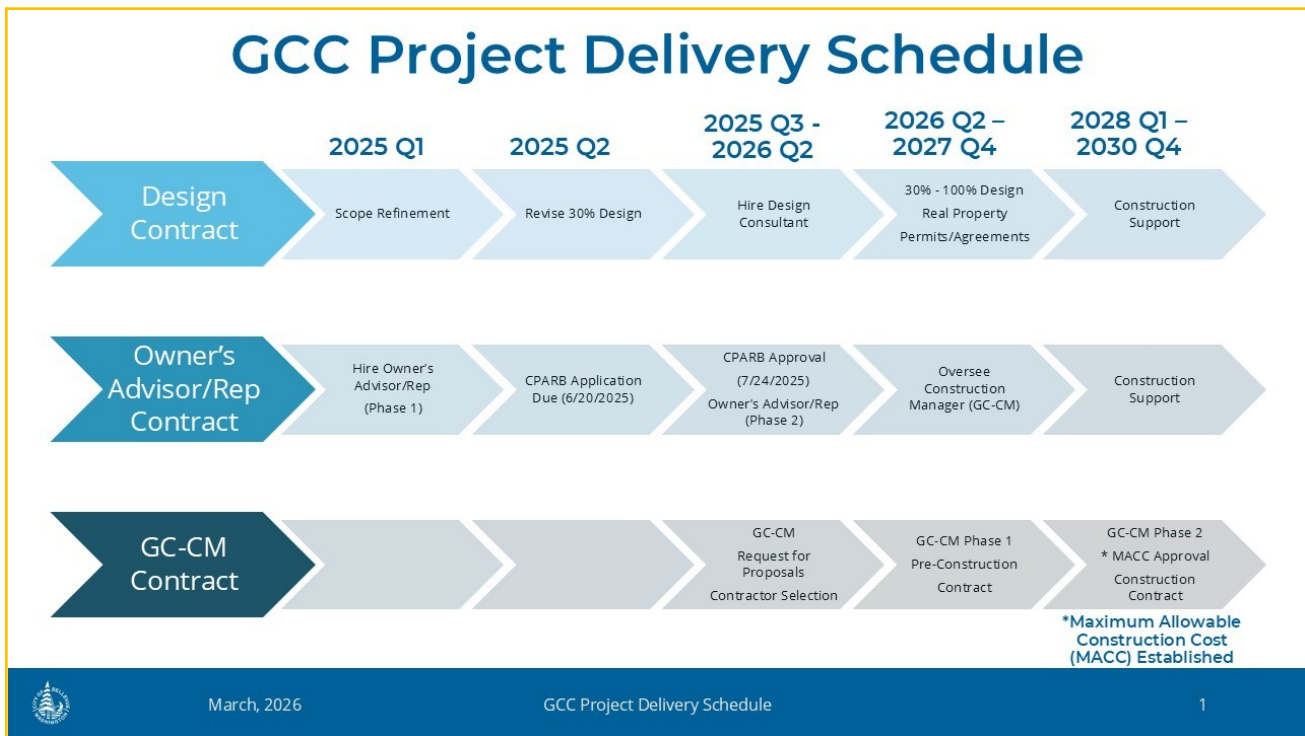 GCC Project Delivery Schedule
2025 Q1
2025 Q2
2025 Q3 -
2026 Q2
2026 Q2 –
2027 Q4
2028 Q1 –
2030 Q4
Design
Contract
Scope Refinement
Revise 30% Design
Hire Design
Consultant
30% - 100% Design
Real Property
Permits/Agreements
Construction
Support
Owner's
Advisor/Rep
Contract
Hire Owner's
Advisor/Rep
(Phase 1)
CPARB Application
Due (6/20/2025)
CPARB Approval
(7/24/2025)
Owner's Advisor/Rep
(Phase 2)
Oversee
Construction
Manager (GC-CM)
Construction
Support
GC-CM
Contract
GC-CM
Request for
Proposals
Contractor Selection
GC-CM Phase 1
Pre-Construction
Contract
GC-CM Phase 2
* MACC Approval
Construction
Contract
*Maximum Allowable
Construction Cost
(MACC) Established
CITY OF BELLEVUE
WASHINGTON
March, 2026
GCC Project Delivery Schedule
1